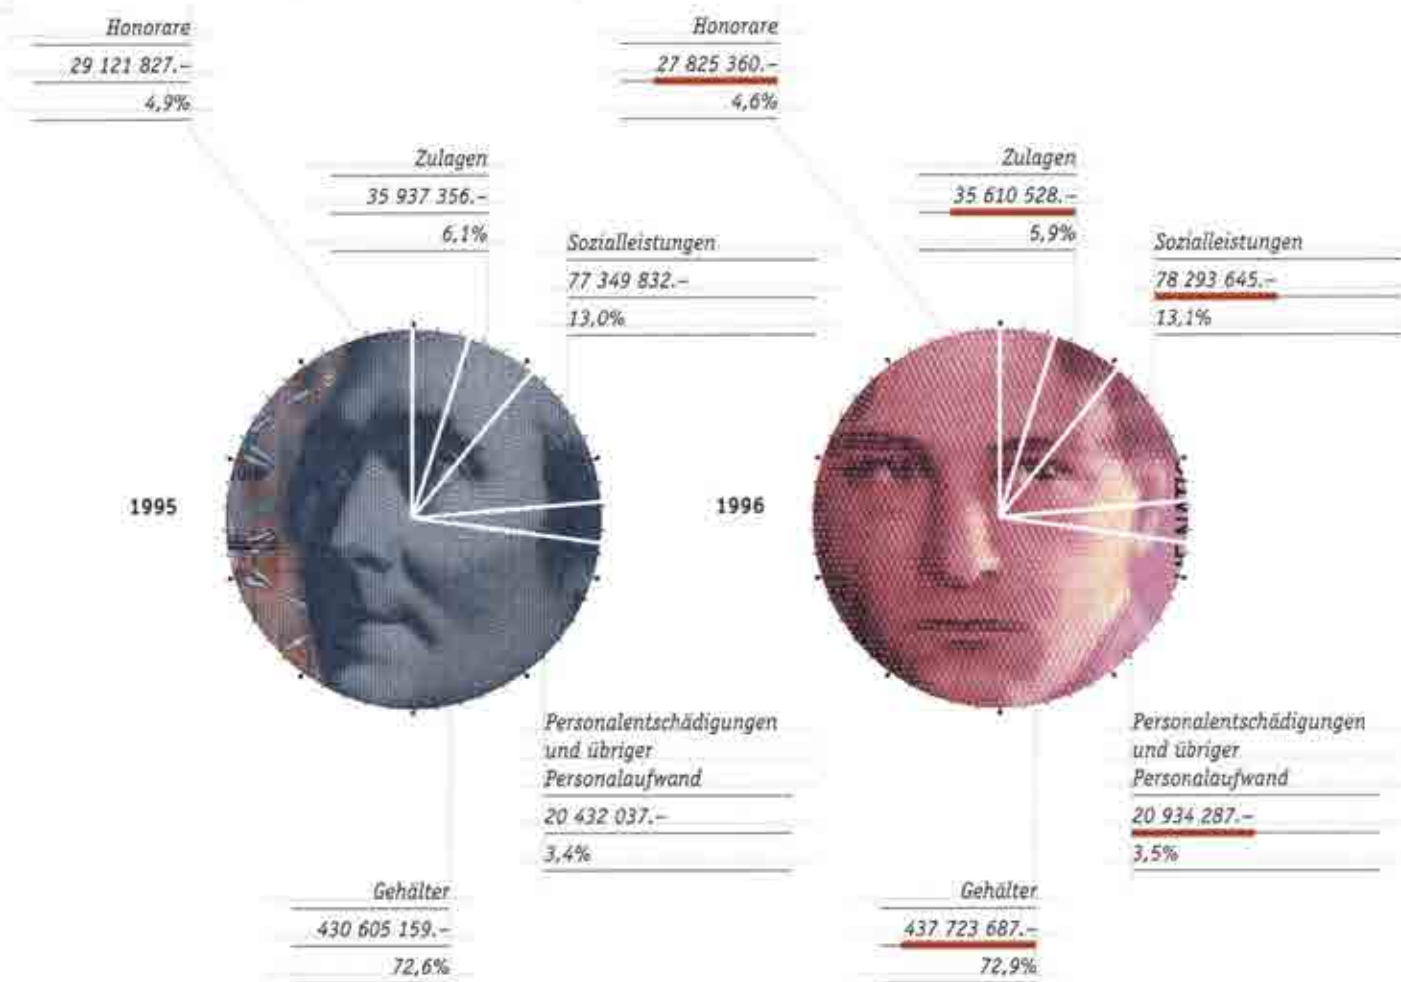 Honorare
29 121 827.–
4,9%
Zulagen
35 937 356.–
6,1%
Sozialleistungen
77 349 832.–
13,0%
1995
Personalentschädigungen
und übriger
Personalaufwand
20 432 037.–
3,4%
Gehälter
430 605 159.–
72,6%
Honorare
27 825 360.–
4,6%
Zulagen
35 610 528.–
5,9%
Sozialleistungen
78 293 645.–
13,1%
1996
Personalentschädigungen
und übriger
Personalaufwand
20 934 287.–
3,5%
Gehälter
437 723 687.–
72,9%